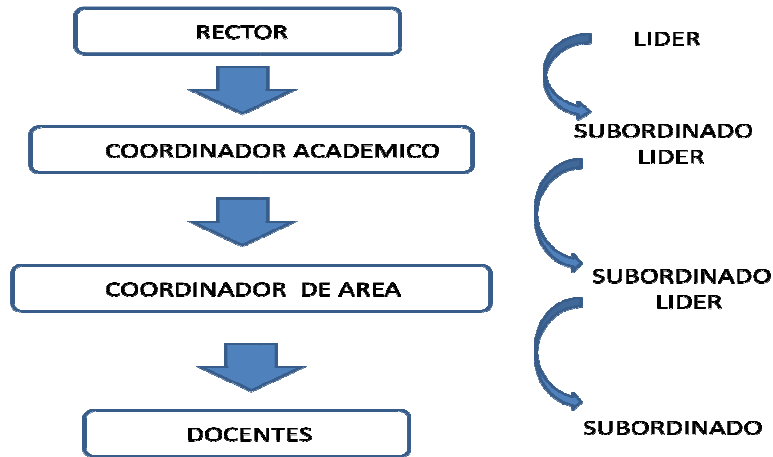 RECTOR
LIDER
COORDINADOR ACADEMICO
SUBORDINADO
LIDER
COORDINADOR DE AREA
SUBORDINADO
LIDER
DOCENTES
SUBORDINADO